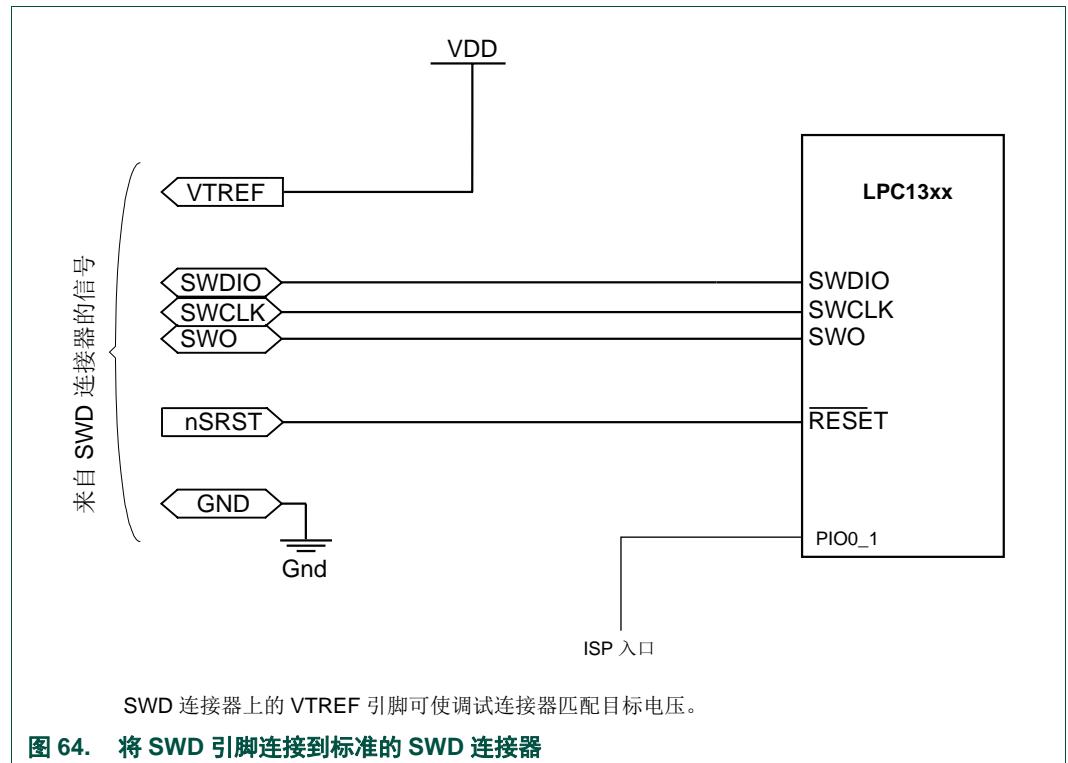 VDD
VTREF
LPC13xx
来自 SWD 连接器的信号
SWDIO
SWDIO
SWCLK
SWCLK
SWO
SWO
nSRST
RESET
GND
Gnd
PIO0_1
ISP 入口
SWD 连接器上的 VTREF 引脚可使调试连接器匹配目标电压。
图 64. 将 SWD 引脚连接到标准的 SWD 连接器